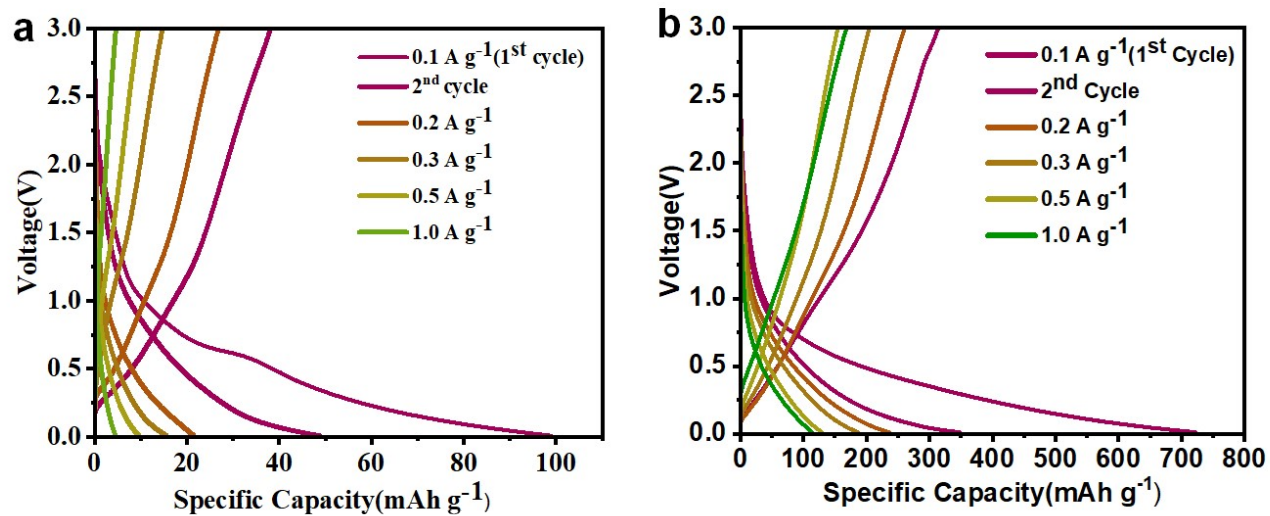 a
3.0
2.5
2.0
1.5
1.0
0.5
0.0
Voltage(V)
0.1 A g⁻¹(1ˢᵗ cycle)
2ⁿᵈ cycle
0.2 A g⁻¹
0.3 A g⁻¹
0.5 A g⁻¹
1.0 A g⁻¹
0 20 40 60 80 100
Specific Capacity(mAh g⁻¹)
b
3.0
2.5
2.0
1.5
1.0
0.5
0.0
Voltage(V)
0.1 A g⁻¹(1ˢᵗ Cycle)
2ⁿᵈ Cycle
0.2 A g⁻¹
0.3 A g⁻¹
0.5 A g⁻¹
1.0 A g⁻¹
0 100 200 300 400 500 600 700 800
Specific Capacity(mAh g⁻¹)